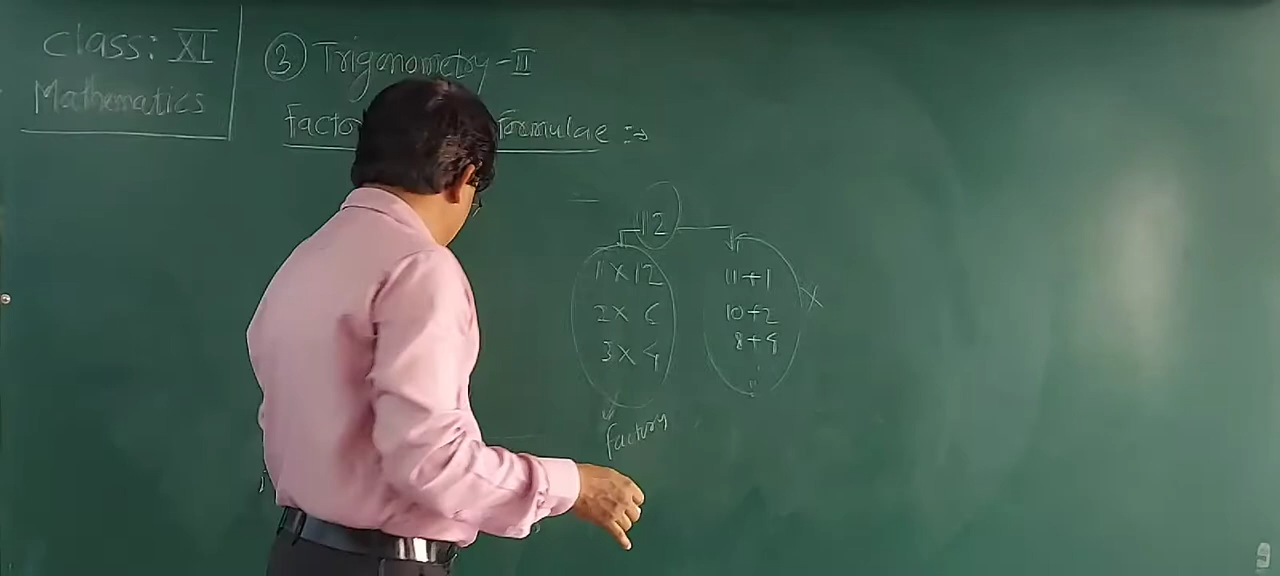 Class: XI
Mathematics
③ Trigonometry - II
formulae :→
12
1 X 12
2 X 6
3 X 4
11 + 1
10 + 2
8 + 4
X
factors
9